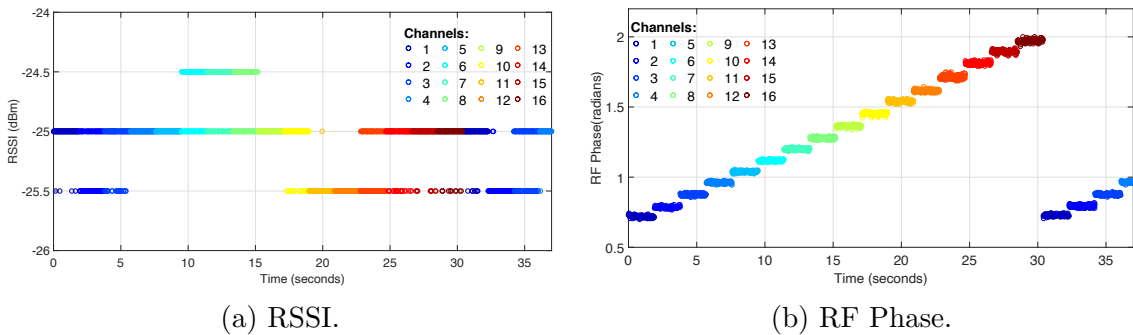 -24
-24.5
-25
-25.5
-26
RSSI (dBm)
0 5 10 15 20 25 30 35
Time (seconds)
Channels:
1 5 9 13
2 6 10 14
3 7 11 15
4 8 12 16
(a) RSSI.
2
1.5
1
0.5
RF Phase(radians)
0 5 10 15 20 25 30 35
Time (seconds)
Channels:
1 5 9 13
2 6 10 14
3 7 11 15
4 8 12 16
(b) RF Phase.